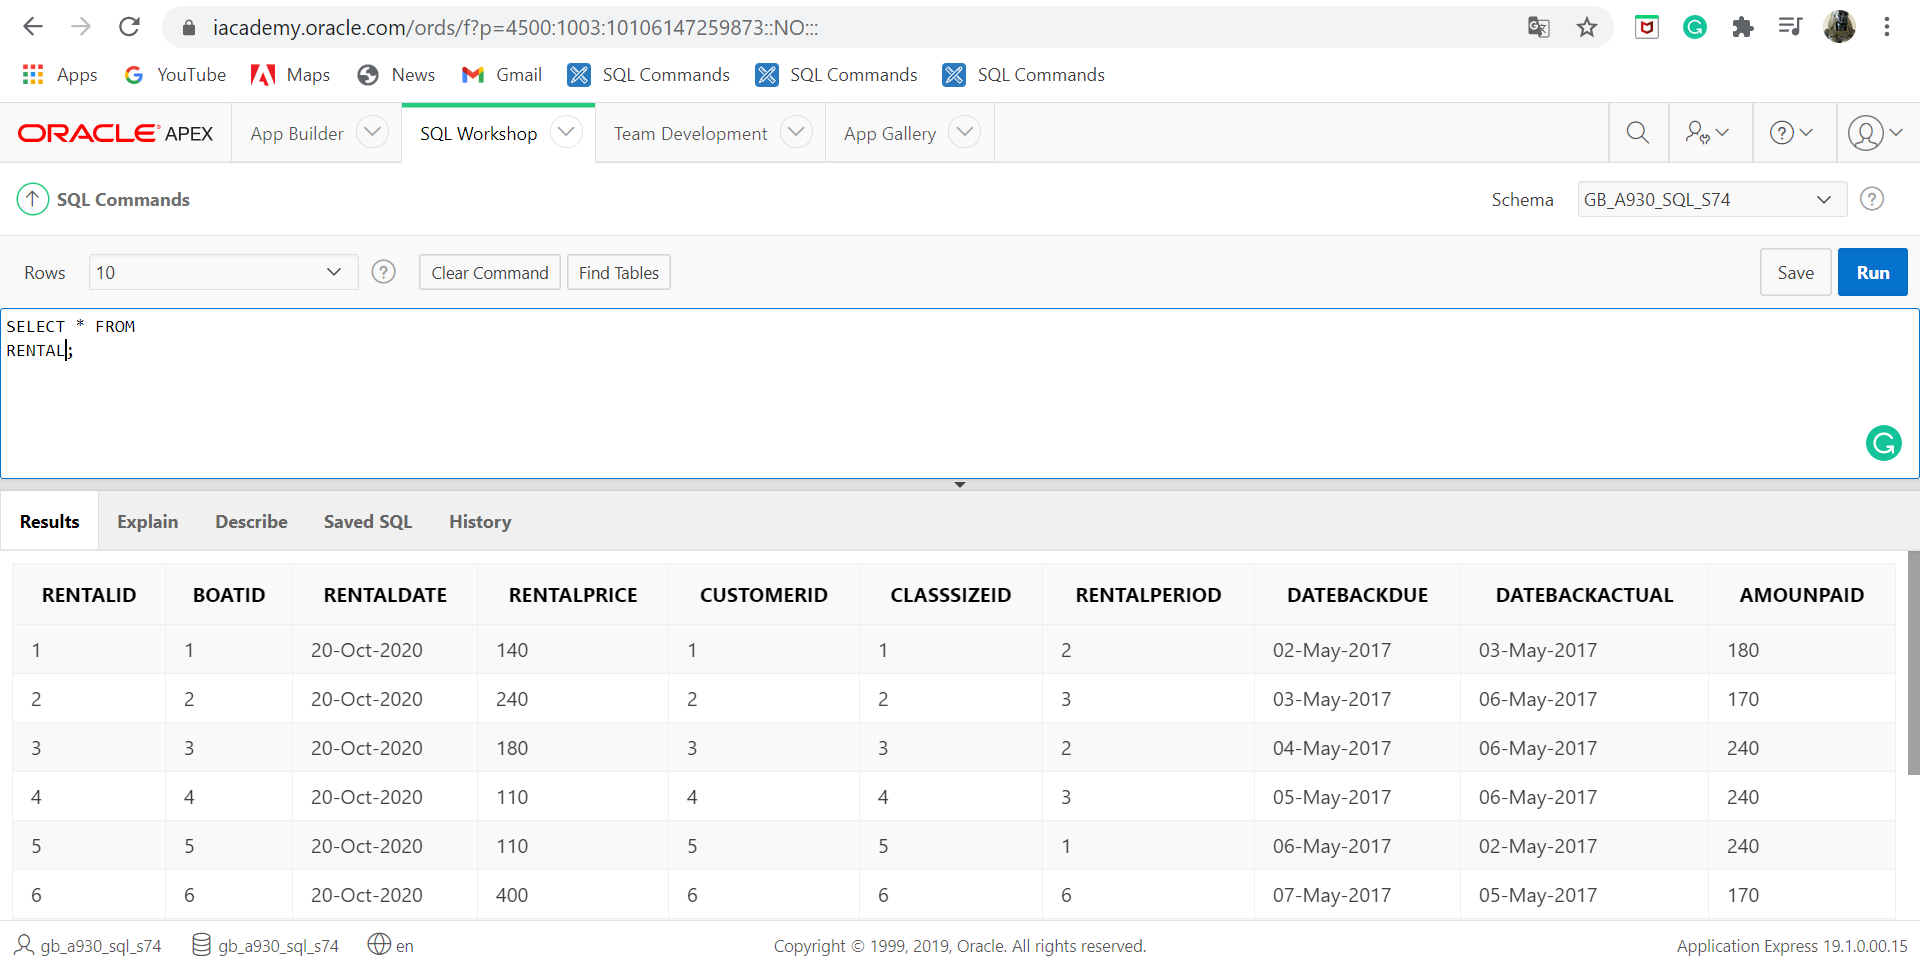 iacademy.oracle.com/ords/f?p=4500:1003:10106147259873::NO:::
Apps YouTube Maps News Gmail SQL Commands SQL Commands SQL Commands
ORACLE APEX App Builder SQL Workshop Team Development App Gallery
SQL Commands Schema GB_A930_SQL_S74
Rows 10 Clear Command Find Tables Save Run
SELECT * FROM
RENTAL;
Results Explain Describe Saved SQL History
RENTALID BOATID RENTALDATE RENTALPRICE CUSTOMERID CLASSSIZEID RENTALPERIOD DATEBACKDUE DATEBACKACTUAL AMOUNPAID
1 1 20-Oct-2020 140 1 1 2 02-May-2017 03-May-2017 180
2 2 20-Oct-2020 240 2 2 3 03-May-2017 06-May-2017 170
3 3 20-Oct-2020 180 3 3 2 04-May-2017 06-May-2017 240
4 4 20-Oct-2020 110 4 4 3 05-May-2017 06-May-2017 240
5 5 20-Oct-2020 110 5 5 1 06-May-2017 02-May-2017 240
6 6 20-Oct-2020 400 6 6 6 07-May-2017 05-May-2017 170
gb_a930_sql_s74 gb_a930_sql_s74 en Copyright © 1999, 2019, Oracle. All rights reserved. Application Express 19.1.0.00.15